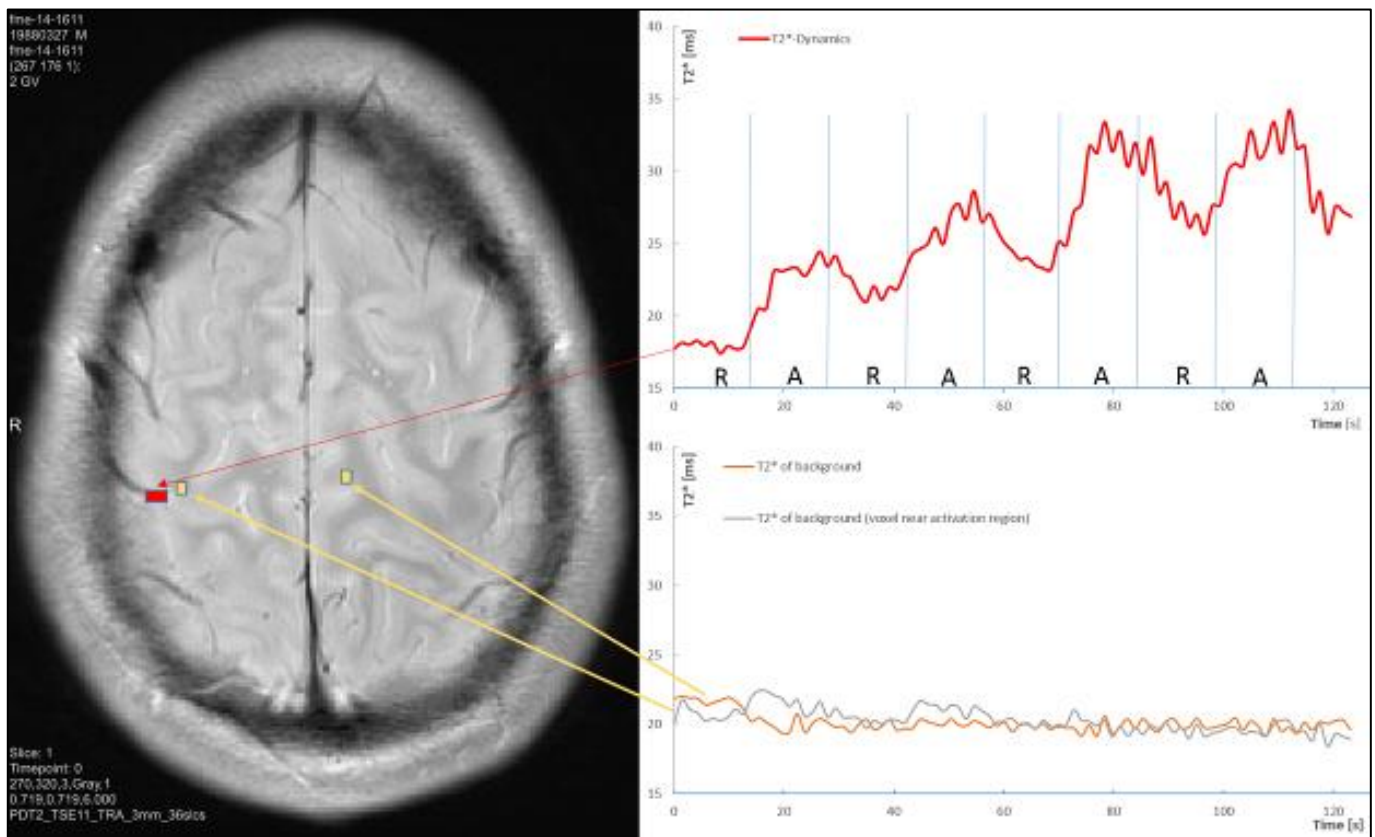 fme-14-1611
19880327 M
fme-14-1611
(267 176 1):
2 GV
R
Slice: 1
Timepoint: 0
270,320,3,Gray,1
0.719,0.719,6.000
PDT2_TSE11_TRA_3mm_36slcs
T2* [ms]
40
35
30
25
20
15
T2*-Dynamics
R A R A R A R A
0 20 40 60 80 100 120
Time [s]
T2* [ms]
40
35
30
25
20
15
T2* of background
T2* of background (voxel near activation region)
0 20 40 60 80 100 120
Time [s]